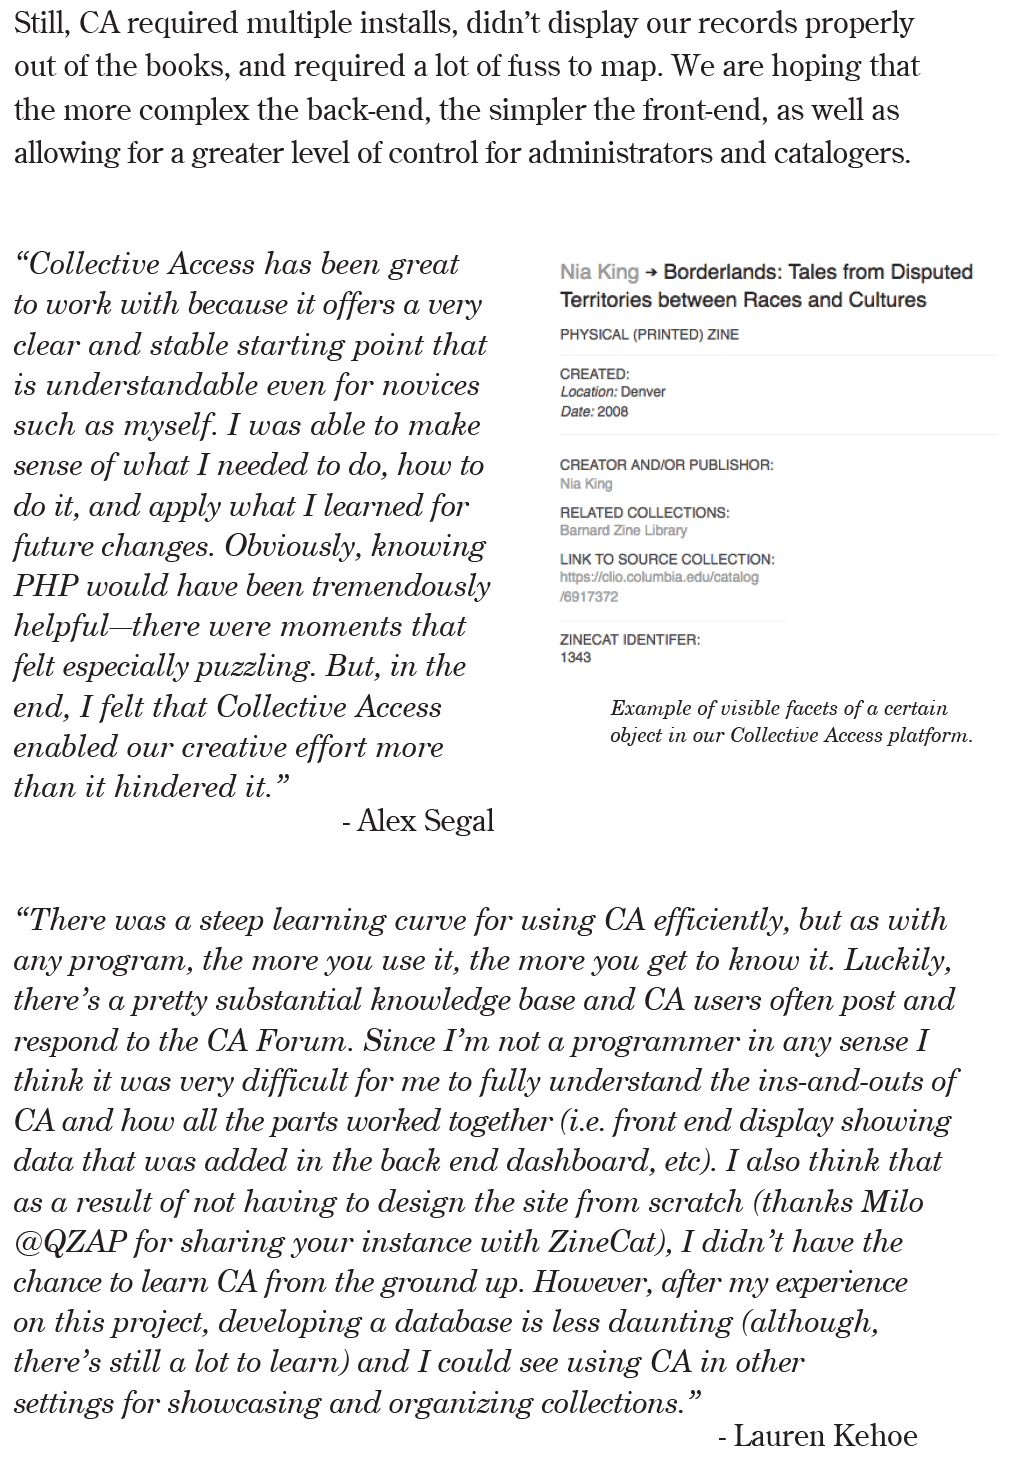 Still, CA required multiple installs, didn’t display our records properly
out of the books, and required a lot of fuss to map. We are hoping that
the more complex the back-end, the simpler the front-end, as well as
allowing for a greater level of control for administrators and catalogers.
“Collective Access has been great
to work with because it offers a very
clear and stable starting point that
is understandable even for novices
such as myself. I was able to make
sense of what I needed to do, how to
do it, and apply what I learned for
future changes. Obviously, knowing
PHP would have been tremendously
helpful—there were moments that
felt especially puzzling. But, in the
end, I felt that Collective Access
enabled our creative effort more
than it hindered it.”
- Alex Segal
Nia King → Borderlands: Tales from Disputed
Territories between Races and Cultures
PHYSICAL (PRINTED) ZINE
CREATED:
Location: Denver
Date: 2008
CREATOR AND/OR PUBLISHOR:
Nia King
RELATED COLLECTIONS:
Barnard Zine Library
LINK TO SOURCE COLLECTION:
https://clio.columbia.edu/catalog
/6917372
ZINECAT IDENTIFER:
1343
Example of visible facets of a certain
object in our Collective Access platform.
“There was a steep learning curve for using CA efficiently, but as with
any program, the more you use it, the more you get to know it. Luckily,
there’s a pretty substantial knowledge base and CA users often post and
respond to the CA Forum. Since I’m not a programmer in any sense I
think it was very difficult for me to fully understand the ins-and-outs of
CA and how all the parts worked together (i.e. front end display showing
data that was added in the back end dashboard, etc). I also think that
as a result of not having to design the site from scratch (thanks Milo
@QZAP for sharing your instance with ZineCat), I didn’t have the
chance to learn CA from the ground up. However, after my experience
on this project, developing a database is less daunting (although,
there’s still a lot to learn) and I could see using CA in other
settings for showcasing and organizing collections.”
- Lauren Kehoe